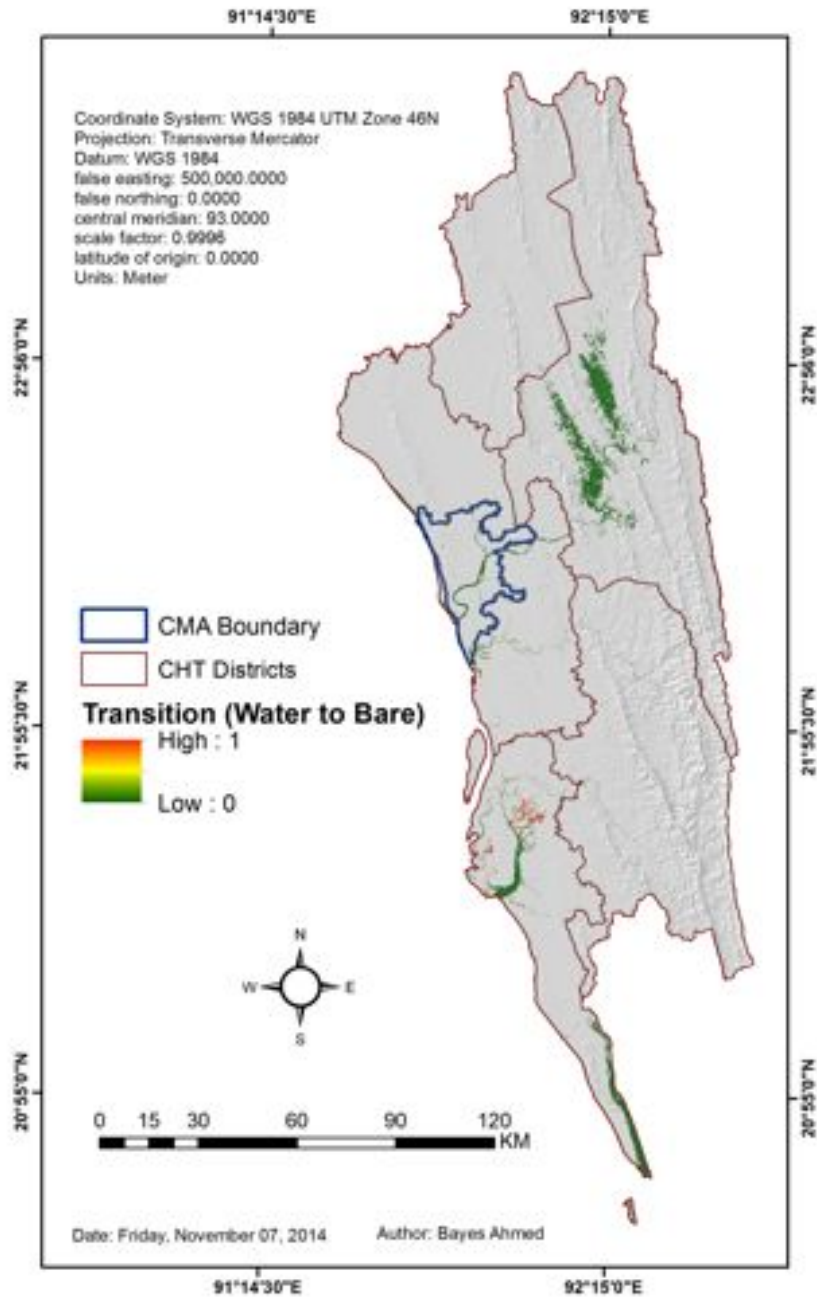 91°14'30"E 92°15'0"E
Coordinate System: WGS 1984 UTM Zone 46N
Projection: Transverse Mercator
Datum: WGS 1984
false easting: 500,000.0000
false northing: 0.0000
central meridian: 93.0000
scale factor: 0.9996
latitude of origin: 0.0000
Units: Meter
22°56'0"N 22°56'0"N
CMA Boundary
CHT Districts
Transition (Water to Bare)
High : 1
Low : 0
21°55'30"N 21°55'30"N
N
W E
S
20°55'0"N 20°55'0"N
0 15 30 60 90 120
KM
Date: Friday, November 07, 2014 Author: Bayes Ahmed
91°14'30"E 92°15'0"E